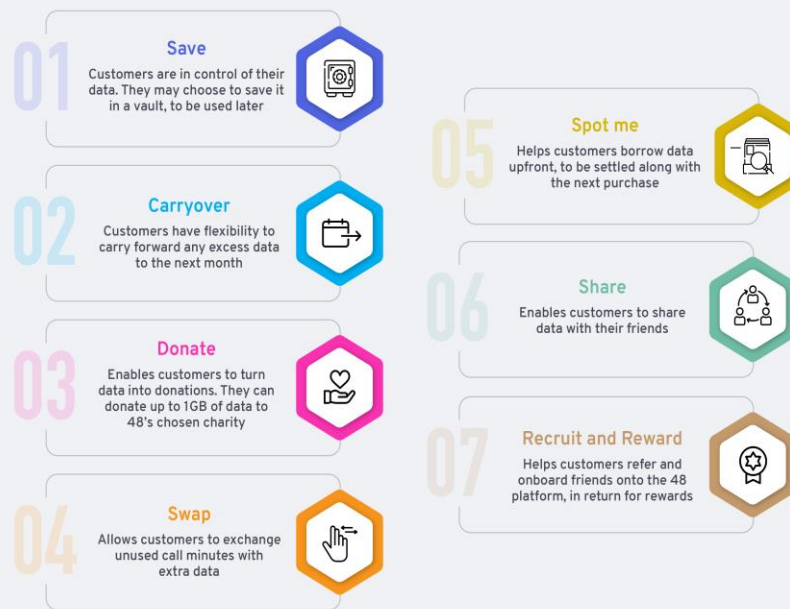 01
Save
Customers are in control of their
data. They may choose to save it
in a vault, to be used later
02
Carryover
Customers have flexibility to
carry forward any excess data
to the next month
03
Donate
Enables customers to turn
data into donations. They can
donate up to 1GB of data to
48's chosen charity
04
Swap
Allows customers to exchange
unused call minutes with
extra data
05
Spot me
Helps customers borrow data
upfront, to be settled along with
the next purchase
06
Share
Enables customers to share
data with their friends
07
Recruit and Reward
Helps customers refer and
onboard friends onto the 48
platform, in return for rewards